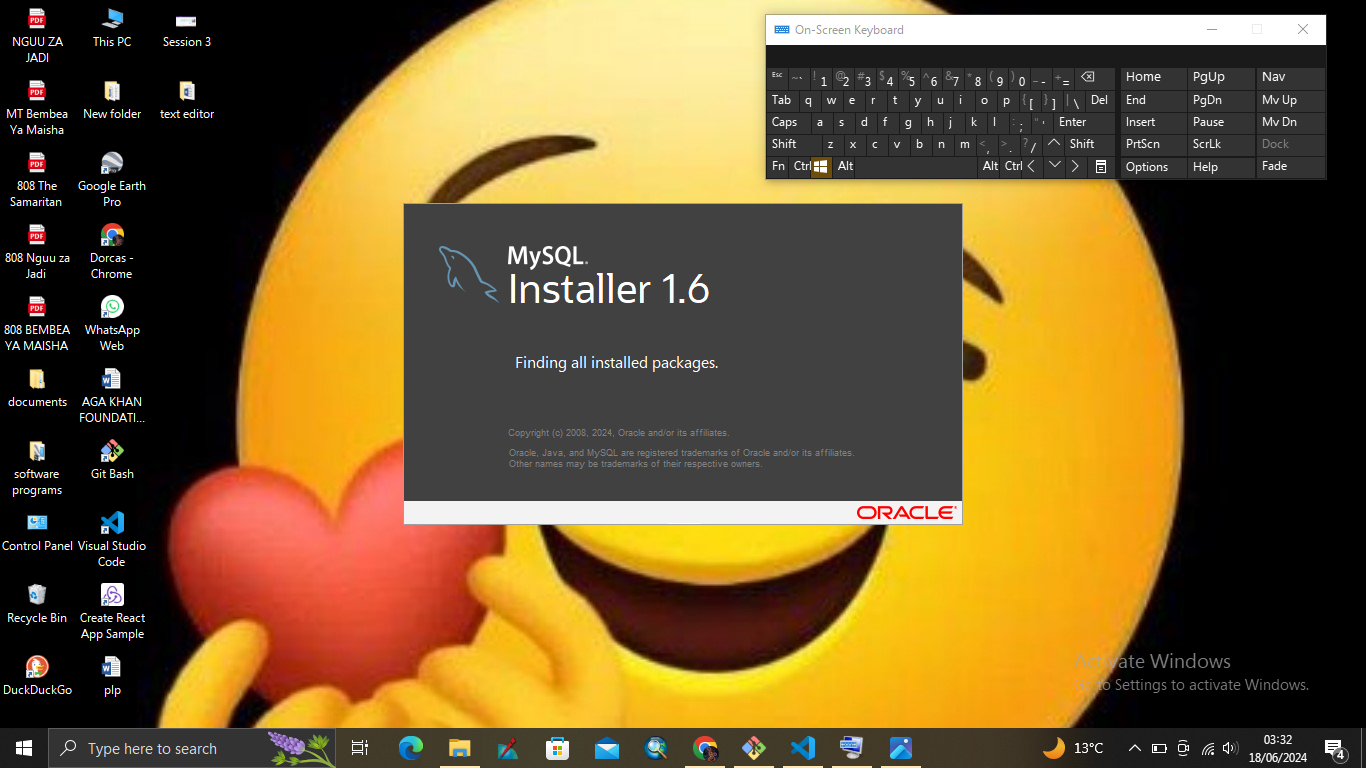 NGUU ZA
JADI
This PC
Session 3
MT Bembea
Ya Maisha
New folder
text editor
808 The
Samaritan
Google Earth
Pro
808 Nguu za
Jadi
Dorcas -
Chrome
808 BEMBEA
YA MAISHA
WhatsApp
Web
documents
AGA KHAN
FOUNDATI...
software
programs
Git Bash
Control Panel
Visual Studio
Code
Recycle Bin
Create React
App Sample
DuckDuckGo
plp
On-Screen Keyboard
Esc ~` !1 @2 #3 $4 %5 ^6 &7 *8 (9 )0 _- += Home PgUp Nav
Tab q w e r t y u i o p {[ }] |\ Del End PgDn Mv Up
Caps a s d f g h j k l :; "' Enter Insert Pause Mv Dn
Shift z x c v b n m <, >. ?/ Shift PrtScn ScrLk Dock
Fn Ctrl Alt Alt Ctrl Options Help Fade
MySQL.
Installer 1.6
Finding all installed packages.
Copyright (c) 2008, 2024, Oracle and/or its affiliates.
Oracle, Java, and MySQL are registered trademarks of Oracle and/or its affiliates.
Other names may be trademarks of their respective owners.
ORACLE
Activate Windows
to Settings to activate Windows.
Type here to search
13°C
03:32
18/06/2024
4